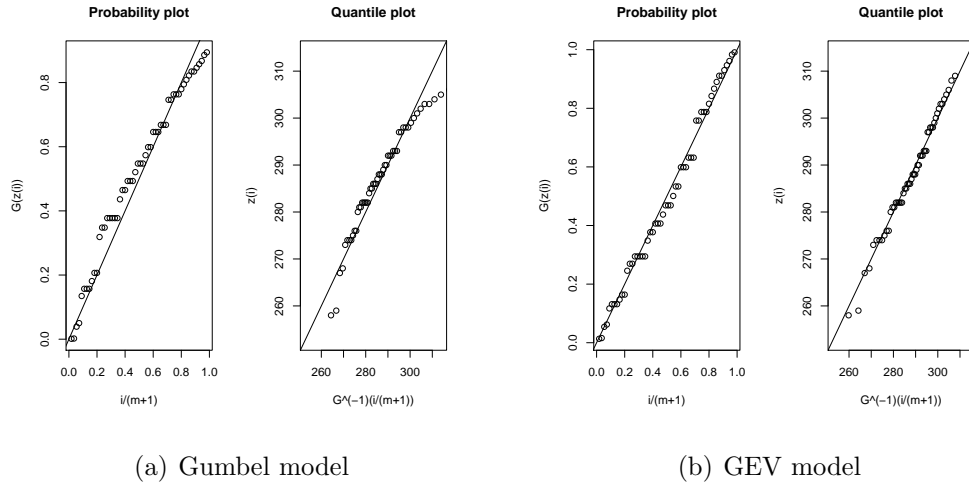 Probability plot
Quantile plot
Probability plot
Quantile plot
G(z(i))
0.0 0.2 0.4 0.6 0.8
0.0 0.2 0.4 0.6 0.8 1.0
i/(m+1)
z(i)
260 270 280 290 300 310
260 280 300
G^(−1)(i/(m+1))
G(z(i))
0.0 0.2 0.4 0.6 0.8 1.0
0.0 0.2 0.4 0.6 0.8 1.0
i/(m+1)
z(i)
260 270 280 290 300 310
260 280 300
G^(−1)(i/(m+1))
(a) Gumbel model
(b) GEV model